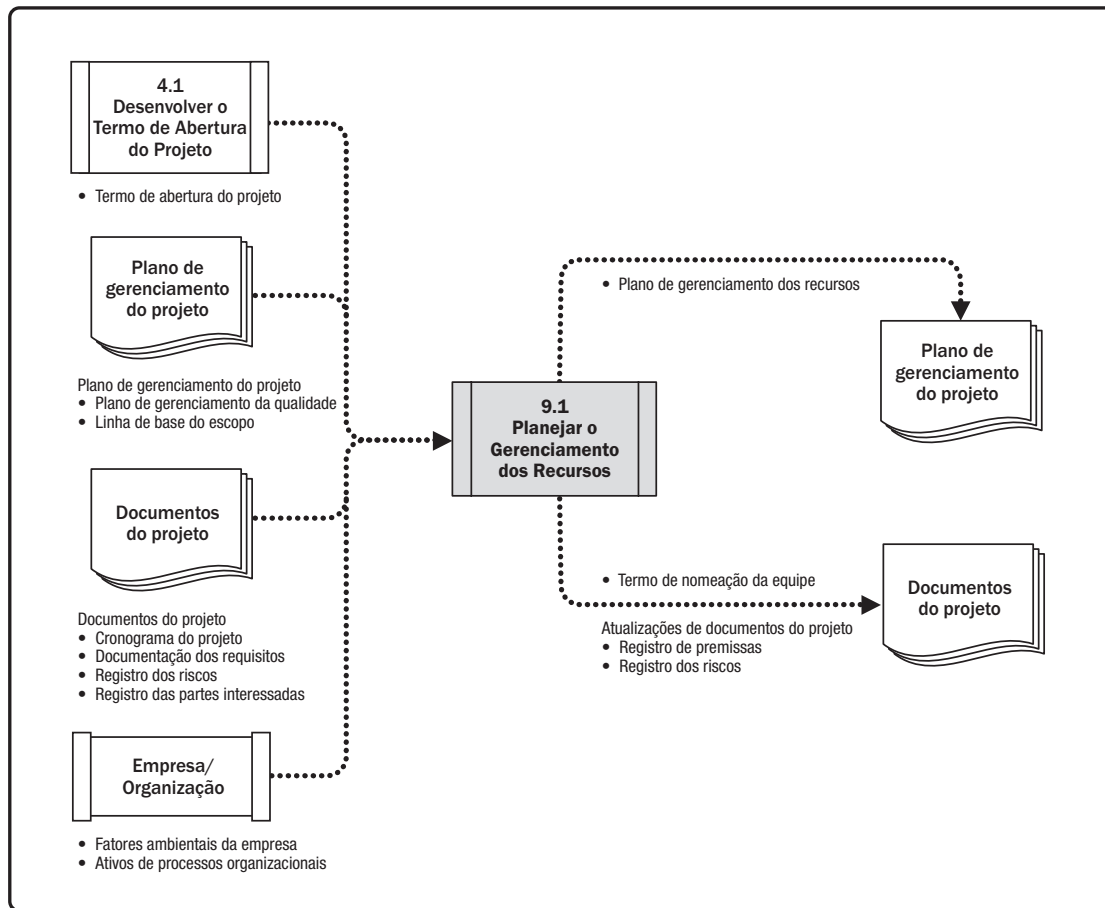 4.1
Desenvolver o
Termo de Abertura
do Projeto
• Termo de abertura do projeto
Plano de
gerenciamento
do projeto
Plano de gerenciamento do projeto
• Plano de gerenciamento da qualidade
• Linha de base do escopo
Documentos
do projeto
Documentos do projeto
• Cronograma do projeto
• Documentação dos requisitos
• Registro dos riscos
• Registro das partes interessadas
Empresa/
Organização
• Fatores ambientais da empresa
• Ativos de processos organizacionais
9.1
Planejar o
Gerenciamento
dos Recursos
• Plano de gerenciamento dos recursos
Plano de
gerenciamento
do projeto
• Termo de nomeação da equipe
Atualizações de documentos do projeto
• Registro de premissas
• Registro dos riscos
Documentos
do projeto